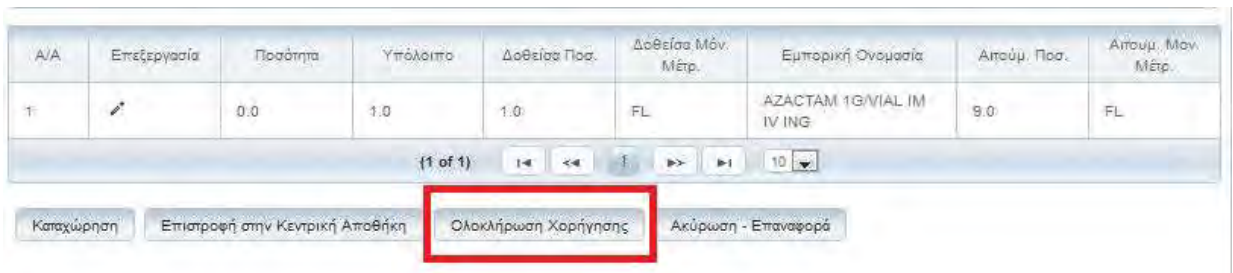 Α/Α Επεξεργασία Ποσότητα Υπόλοιπο Δοθείσα Ποσ. Δοθείσα Μόν. Μέτρ. Εμπορική Ονομασία Αιτούμ. Ποσ. Αιτουμ. Μον. Μέτρ.
1 0.0 1.0 1.0 FL AZACTAM 1G/VIAL IM IV ING 9.0 FL
(1 of 1) 1 10
Καταχώρηση Επιστροφή στην Κεντρική Αποθήκη Ολοκλήρωση Χορήγησης Ακύρωση - Επαναφορά